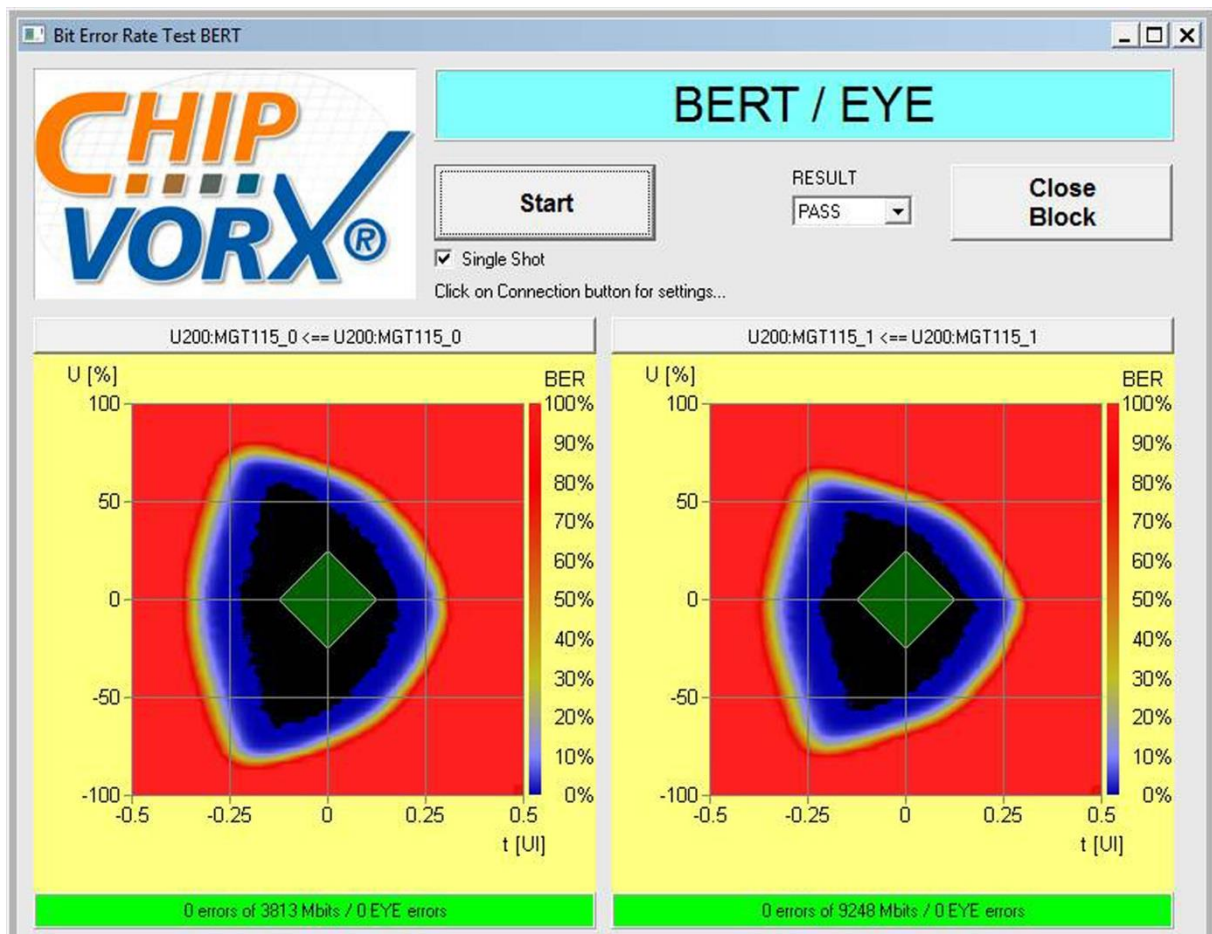 Bit Error Rate Test BERT
CHIP
VORX®
BERT / EYE
Start
RESULT
PASS
Close
Block
Single Shot
Click on Connection button for settings...
U200:MGT115_0 <== U200:MGT115_0
U [%]
BER
100
50
0
-50
-100
100%
90%
80%
70%
60%
50%
40%
30%
20%
10%
0%
-0.5
-0.25
0
0.25
0.5
t [UI]
0 errors of 3813 Mbits / 0 EYE errors
U200:MGT115_1 <== U200:MGT115_1
U [%]
BER
100
50
0
-50
-100
100%
90%
80%
70%
60%
50%
40%
30%
20%
10%
0%
-0.5
-0.25
0
0.25
0.5
t [UI]
0 errors of 9248 Mbits / 0 EYE errors